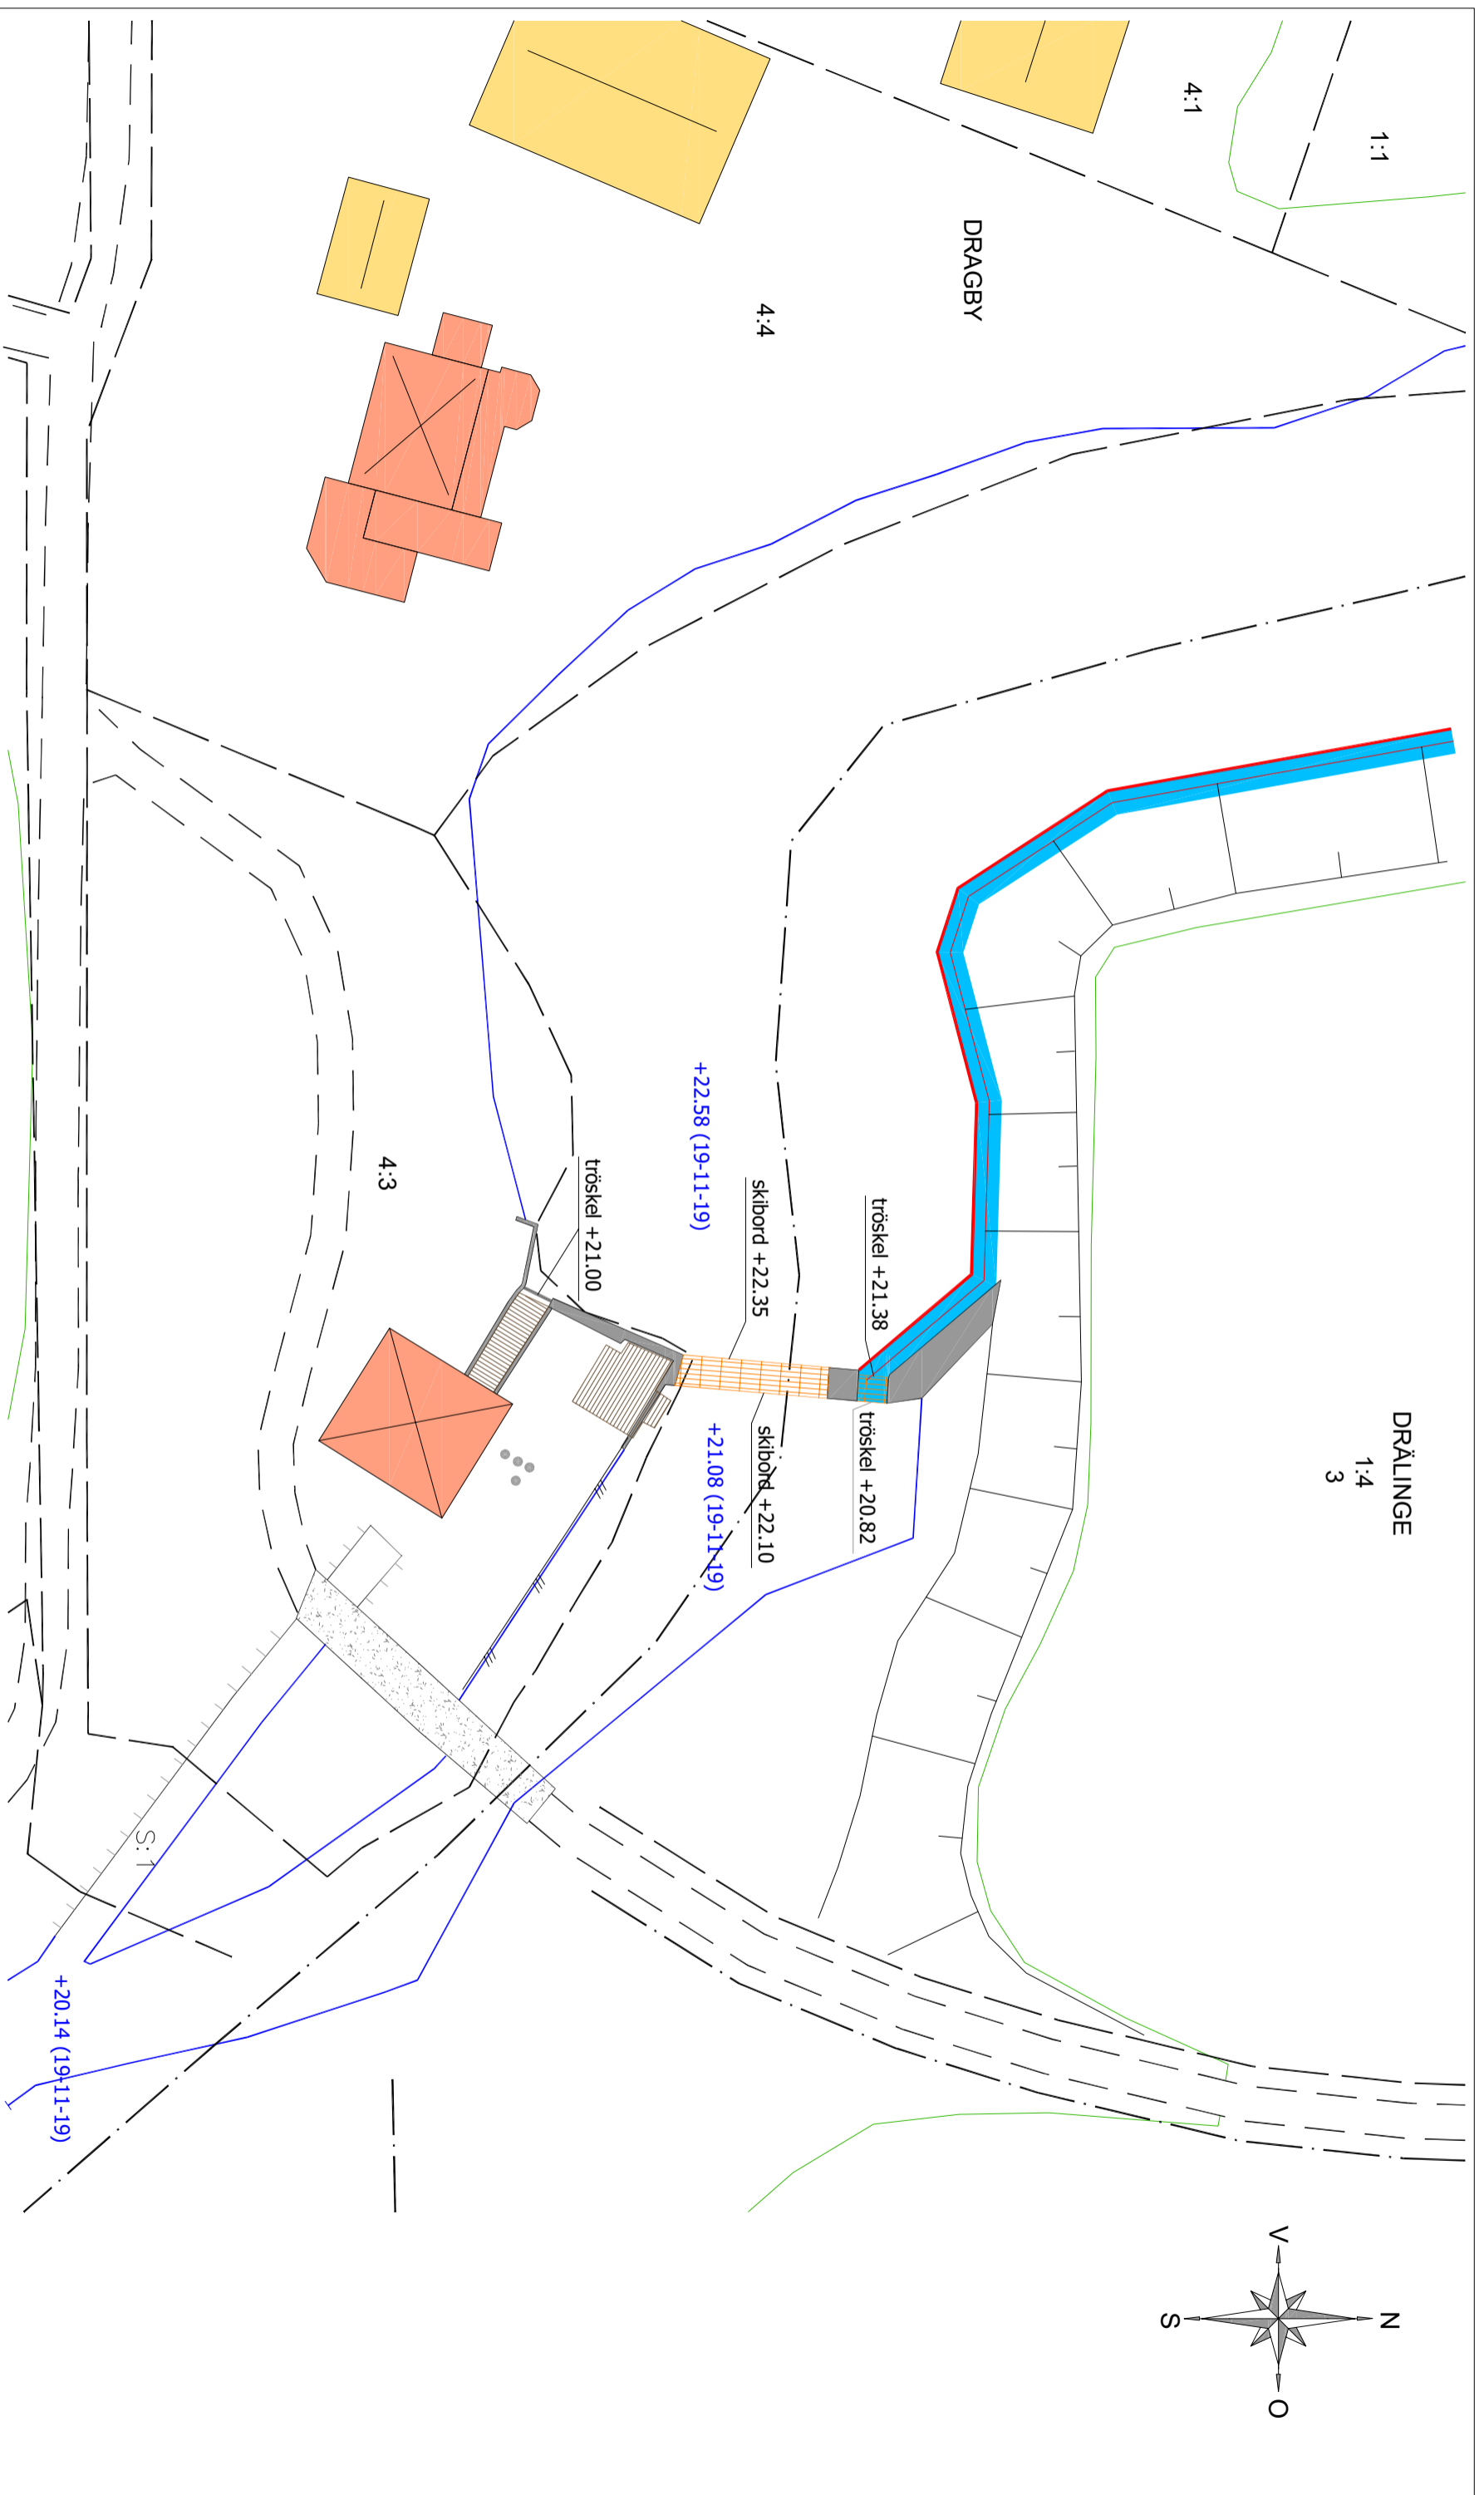 DRÄLINGE
1:4
3
1:1
4:1
DRAGBY
4:4
tröskel +21.38
tröskel +20.82
skibord +22.35
skibord +22.10
+22.58 (19-11-19)
+21.08 (19-11-19)
tröskel +21.00
4:3
S:1
+20.14 (19-11-19)
N
V
O
S